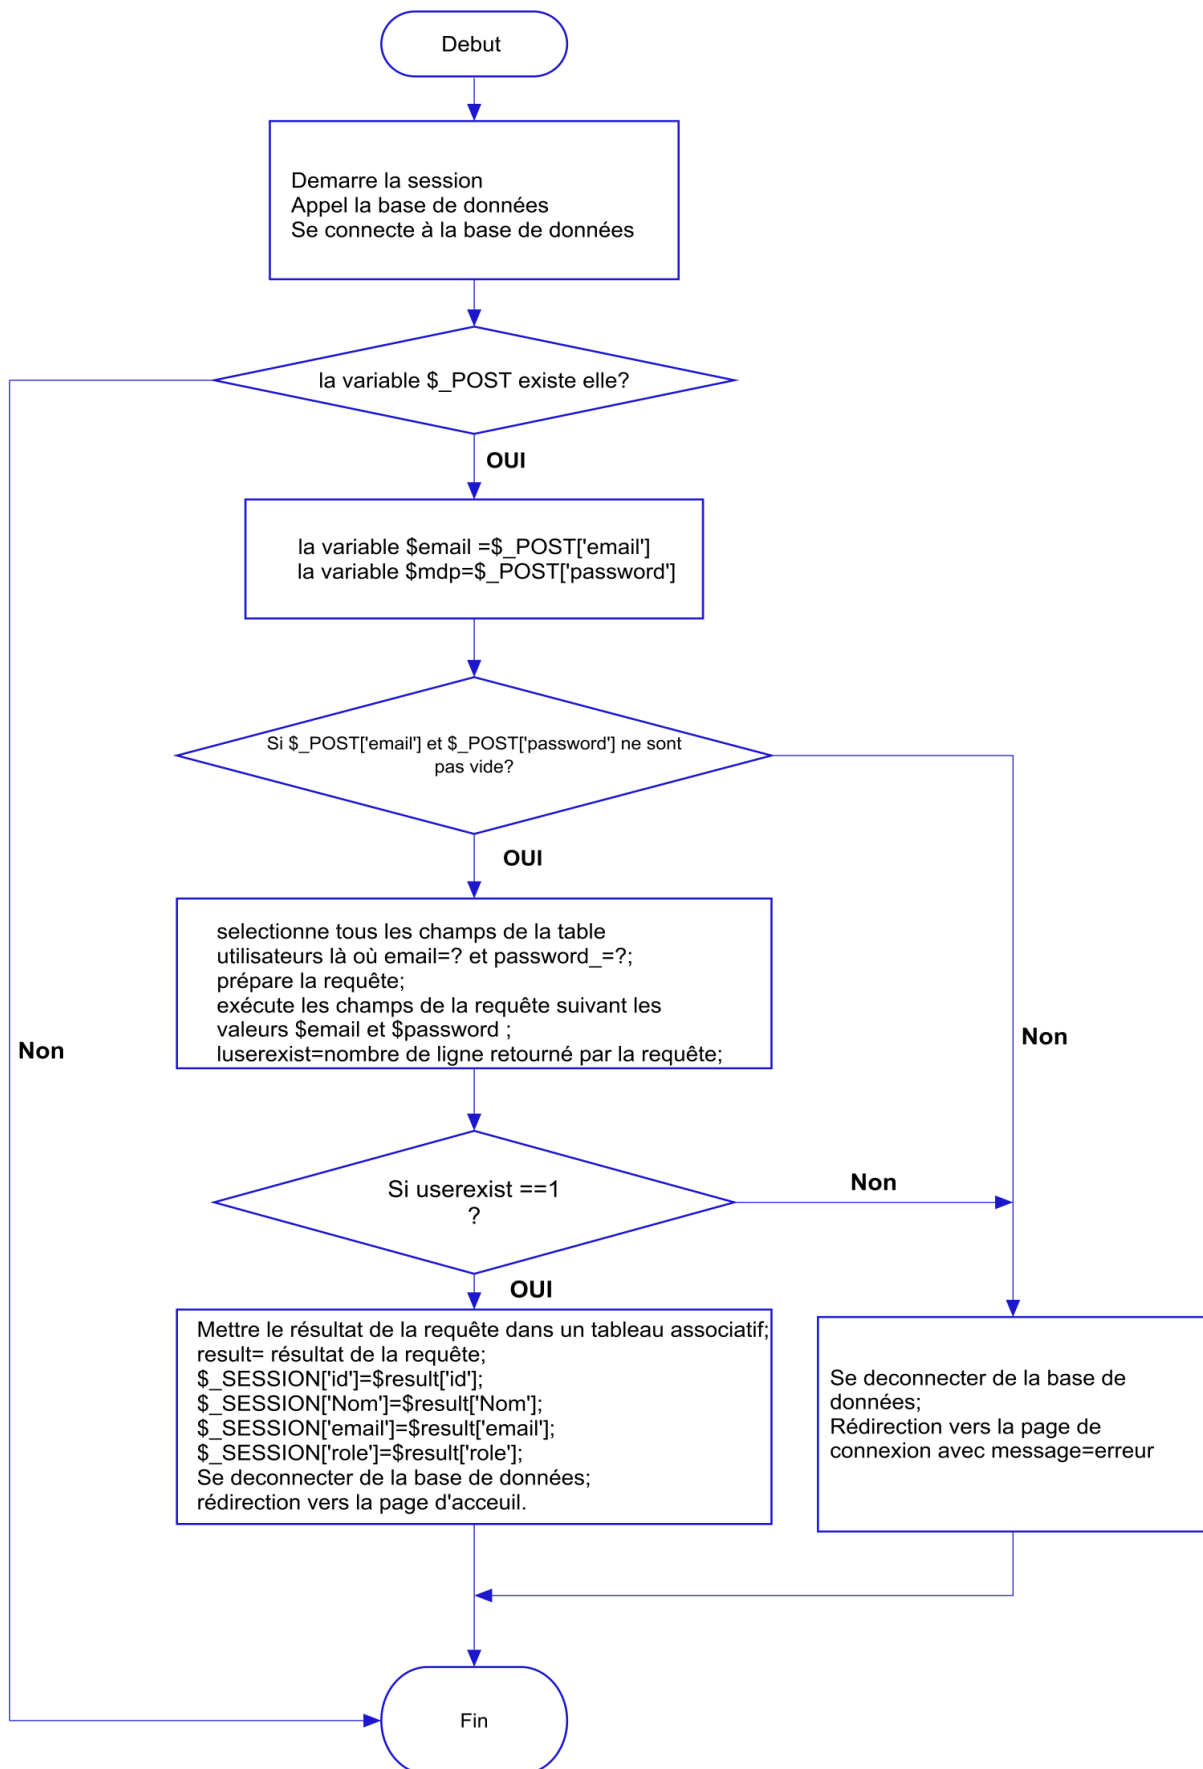 Debut
Demarre la session
Appel la base de données
Se connecte à la base de données
la variable $_POST existe elle?
OUI
la variable $email =$_POST['email']
la variable $mdp=$_POST['password']
Si $_POST['email'] et $_POST['password'] ne sont
pas vide?
OUI
selectionne tous les champs de la table
utilisateurs là où email=? et password_=?;
prépare la requête;
exécute les champs de la requête suivant les
valeurs $email et $password ;
luserexist=nombre de ligne retourné par la requête;
Non
Non
Si userexist ==1
?
Non
OUI
Mettre le résultat de la requête dans un tableau associatif;
result= résultat de la requête;
$_SESSION['id']=$result['id'];
$_SESSION['Nom']=$result['Nom'];
$_SESSION['email']=$result['email'];
$_SESSION['role']=$result['role'];
Se deconnecter de la base de données;
rédirection vers la page d'acceuil.
Se deconnecter de la base de
données;
Rédirection vers la page de
connexion avec message=erreur
Fin